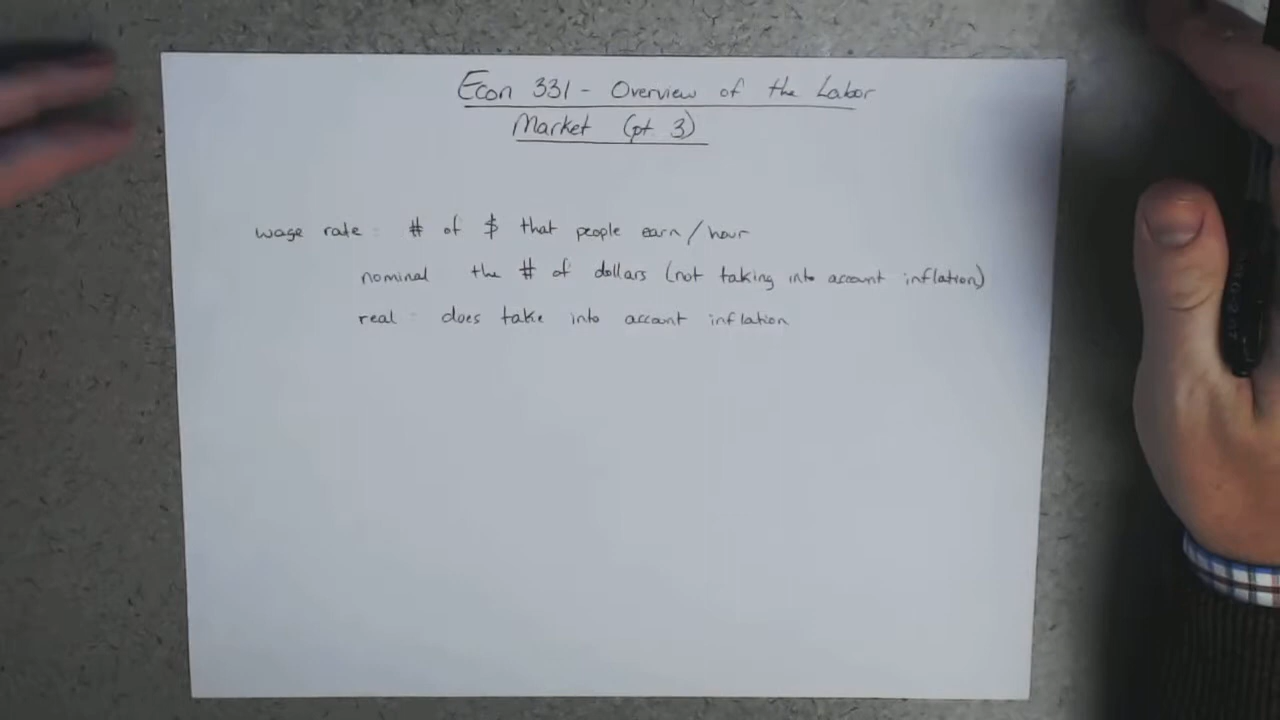 Econ 331 - Overview of the Labor
Market (pt 3)
wage rate: # of $ that people earn/hour
nominal the # of dollars (not taking into account inflation)
real: does take into account inflation